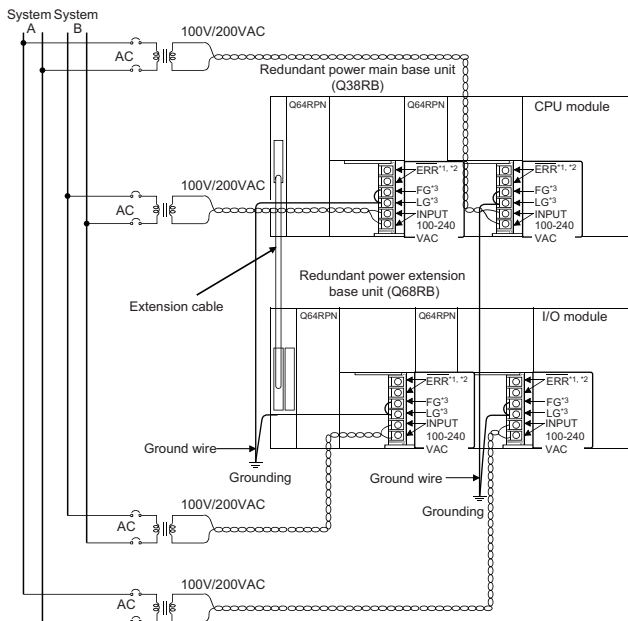 System System
A B
100V/200VAC
AC
Redundant power main base unit
(Q38RB)
Q64RPN
Q64RPN
CPU module
ERR*1, *2
FG*3
LG*3
INPUT
100-240
VAC
ERR*1, *2
FG*3
LG*3
INPUT
100-240
VAC
100V/200VAC
AC
Extension cable
Redundant power extension
base unit (Q68RB)
Q64RPN
Q64RPN
I/O module
ERR*1, *2
FG*3
LG*3
INPUT
100-240
VAC
ERR*1, *2
FG*3
LG*3
INPUT
100-240
VAC
Ground wire
Grounding
Ground wire
Grounding
100V/200VAC
AC
100V/200VAC
AC